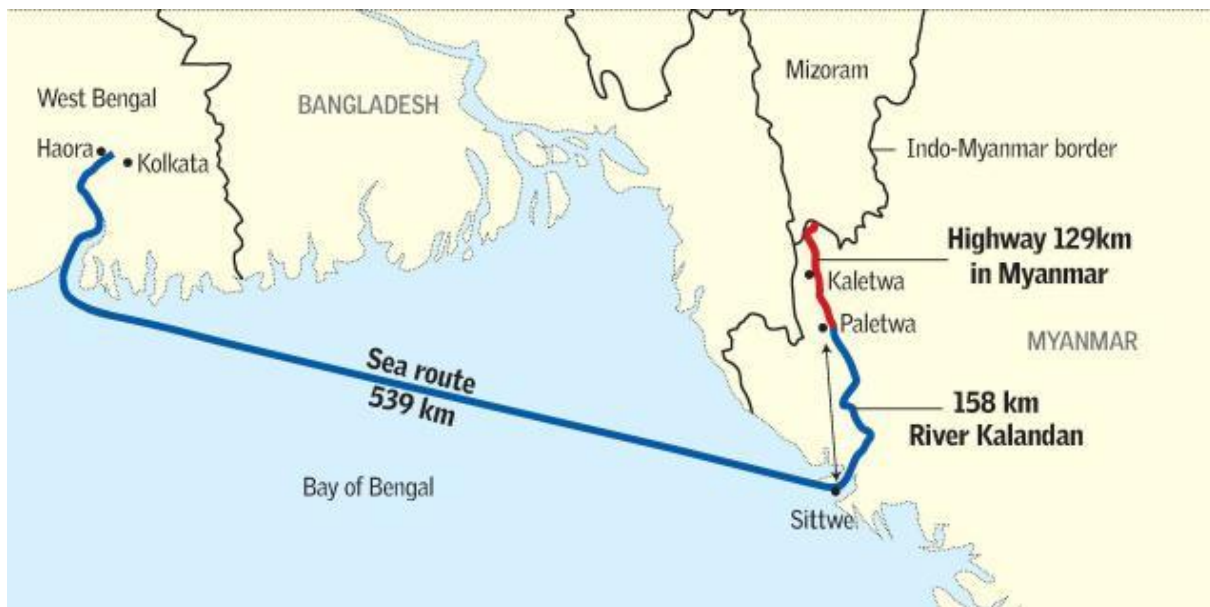 West Bengal
Haora
Kolkata
BANGLADESH
Mizoram
Indo-Myanmar border
Highway 129km
in Myanmar
Kaletwa
Paletwa
MYANMAR
Sea route
539 km
158 km
River Kalandan
Bay of Bengal
Sittwe